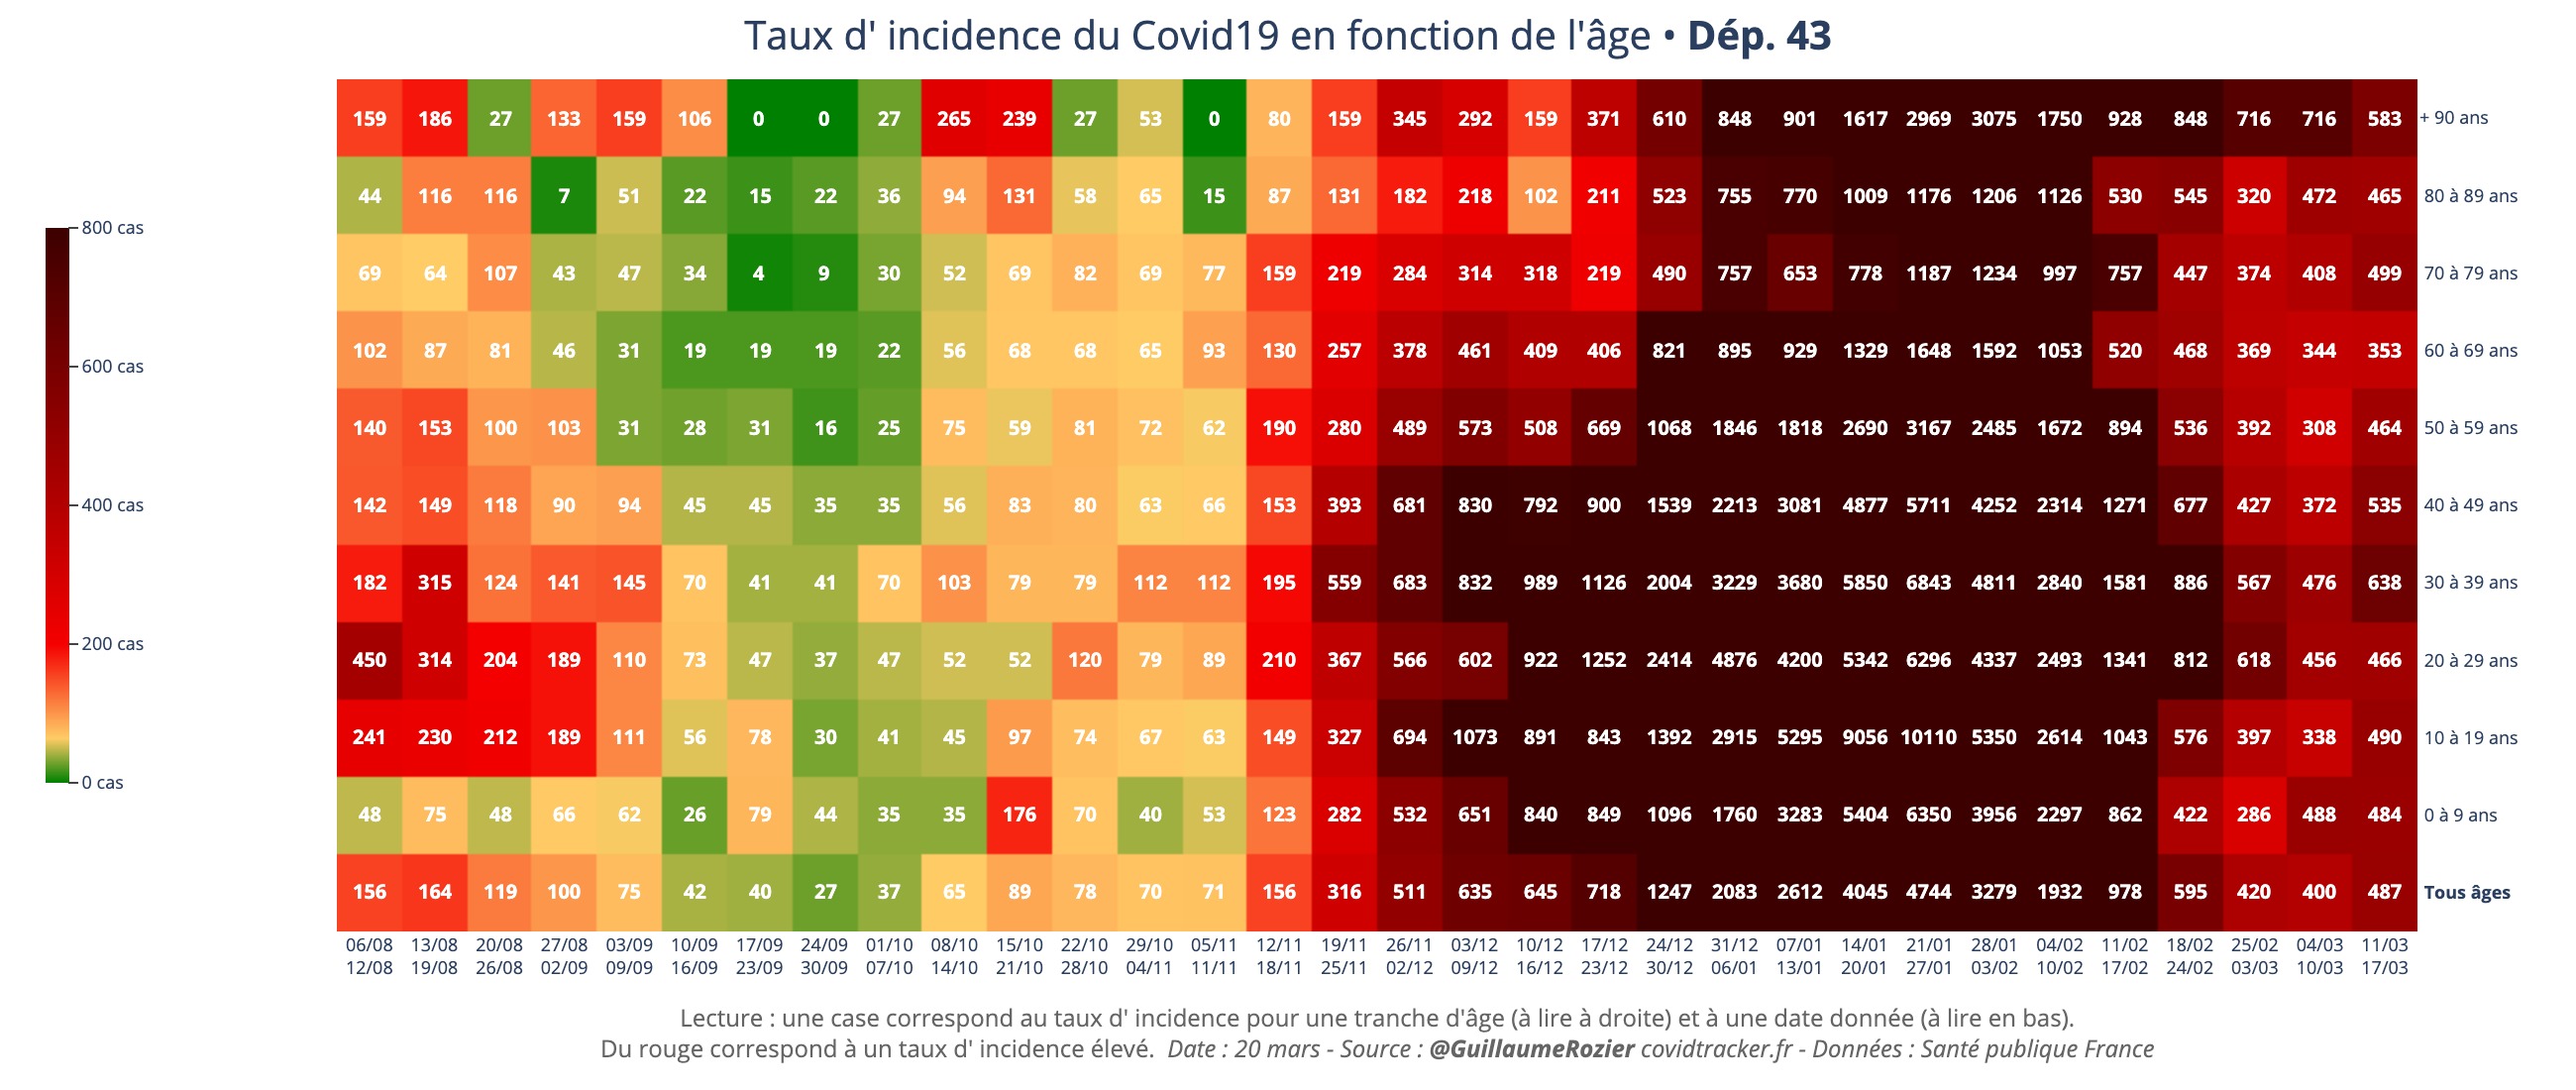 Taux d' incidence du Covid19 en fonction de l'âge • Dép. 43
159 186 27 133 159 106 0 0 27 265 239 27 53 0 80 159 345 292 159 371 610 848 901 1617 2969 3075 1750 928 848 716 716 583 + 90 ans
44 116 116 7 51 22 15 22 36 94 131 58 65 15 87 131 182 218 102 211 523 755 770 1009 1176 1206 1126 530 545 320 472 465 80 à 89 ans
800 cas
69 64 107 43 47 34 4 9 30 52 69 82 69 77 159 219 284 314 318 219 490 757 653 778 1187 1234 997 757 447 374 408 499 70 à 79 ans
102 87 81 46 31 19 19 19 22 56 68 68 65 93 130 257 378 461 409 406 821 895 929 1329 1648 1592 1053 520 468 369 344 353 60 à 69 ans
600 cas
140 153 100 103 31 28 31 16 25 75 59 81 72 62 190 280 489 573 508 669 1068 1846 1818 2690 3167 2485 1672 894 536 392 308 464 50 à 59 ans
400 cas
142 149 118 90 94 45 45 35 35 56 83 80 63 66 153 393 681 830 792 900 1539 2213 3081 4877 5711 4252 2314 1271 677 427 372 535 40 à 49 ans
182 315 124 141 145 70 41 41 70 103 79 79 112 112 195 559 683 832 989 1126 2004 3229 3680 5850 6843 4811 2840 1581 886 567 476 638 30 à 39 ans
200 cas
450 314 204 189 110 73 47 37 47 52 52 120 79 89 210 367 566 602 922 1252 2414 4876 4200 5342 6296 4337 2493 1341 812 618 456 466 20 à 29 ans
241 230 212 189 111 56 78 30 41 45 97 74 67 63 149 327 694 1073 891 843 1392 2915 5295 9056 10110 5350 2614 1043 576 397 338 490 10 à 19 ans
0 cas
48 75 48 66 62 26 79 44 35 35 176 70 40 53 123 282 532 651 840 849 1096 1760 3283 5404 6350 3956 2297 862 422 286 488 484 0 à 9 ans
156 164 119 100 75 42 40 27 37 65 89 78 70 71 156 316 511 635 645 718 1247 2083 2612 4045 4744 3279 1932 978 595 420 400 487 Tous âges
06/08 13/08 20/08 27/08 03/09 10/09 17/09 24/09 01/10 08/10 15/10 22/10 29/10 05/11 12/11 19/11 26/11 03/12 10/12 17/12 24/12 31/12 07/01 14/01 21/01 28/01 04/02 11/02 18/02 25/02 04/03 11/03
12/08 19/08 26/08 02/09 09/09 16/09 23/09 30/09 07/10 14/10 21/10 28/10 04/11 11/11 18/11 25/11 02/12 09/12 16/12 23/12 30/12 06/01 13/01 20/01 27/01 03/02 10/02 17/02 24/02 03/03 10/03 17/03
Lecture : une case correspond au taux d' incidence pour une tranche d'âge (à lire à droite) et à une date donnée (à lire en bas).
Du rouge correspond à un taux d' incidence élevé. Date : 20 mars - Source : @GuillaumeRozier covidtracker.fr - Données : Santé publique France